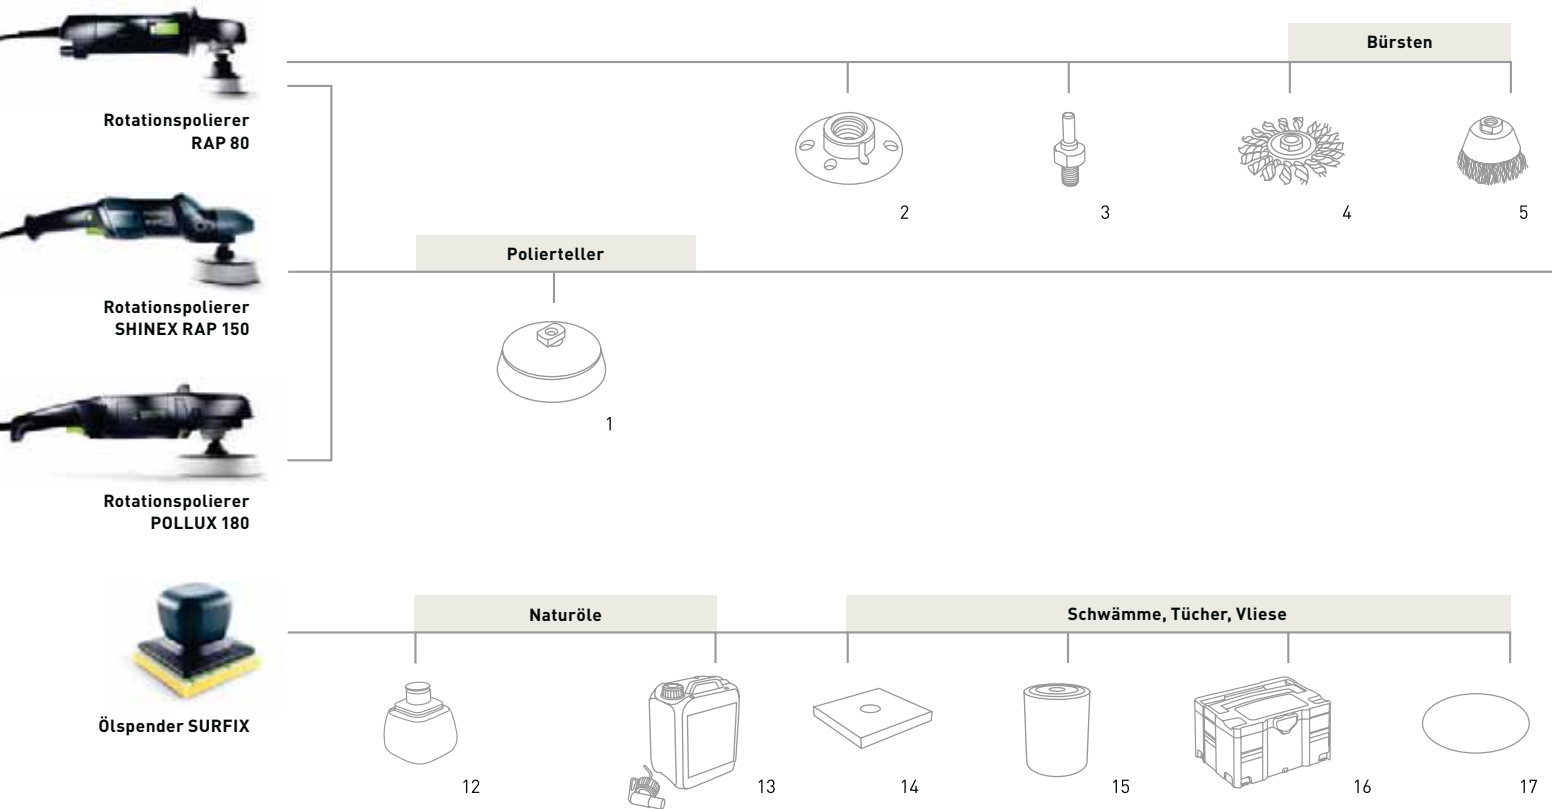 Bürsten
Rotationspolierer
RAP 80
2
3
4
5
Polierteller
Rotationspolierer
SHINEX RAP 150
1
Rotationspolierer
POLLUX 180
Naturöle
Schwämme, Tücher, Vliese
Ölspender SURFIX
12
13
14
15
16
17